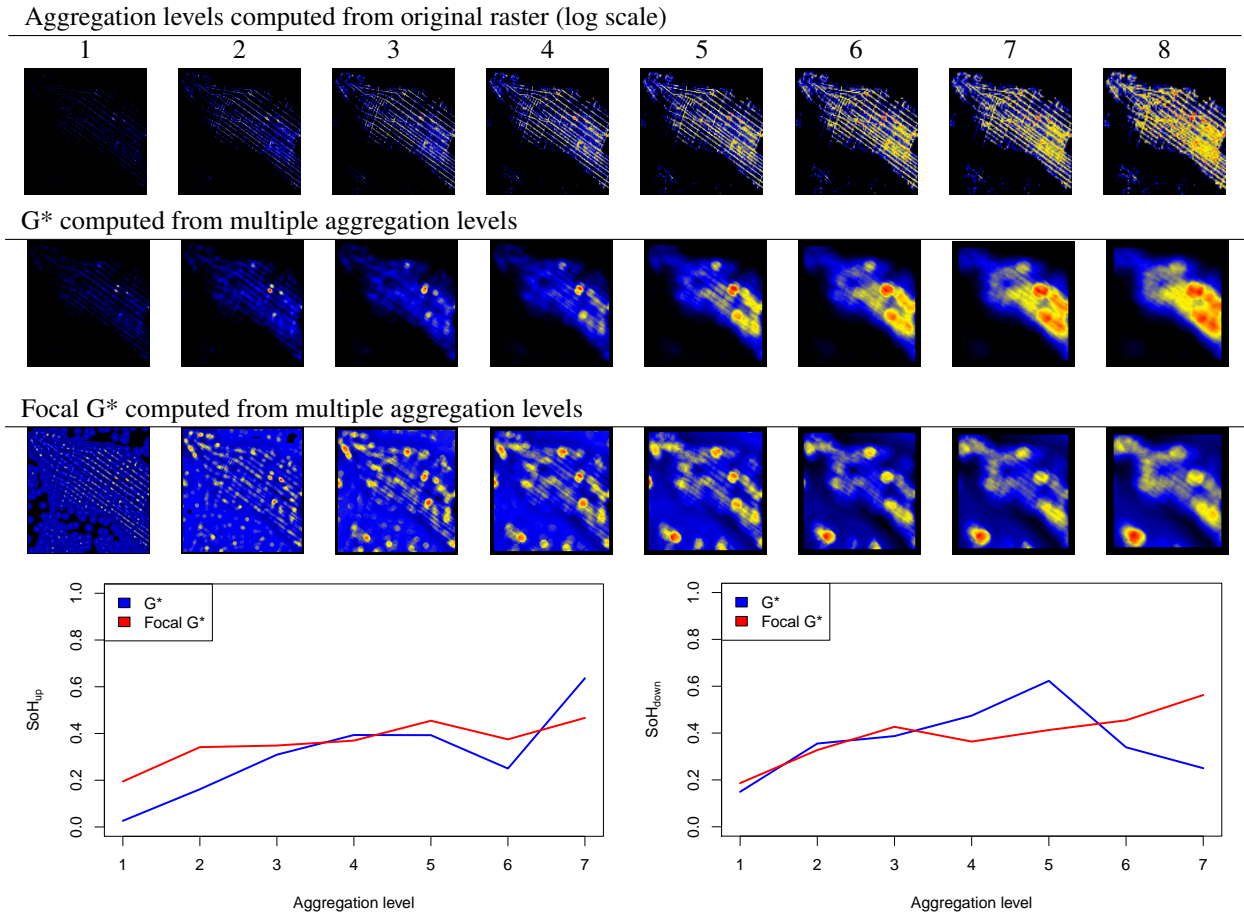 Aggregation levels computed from original raster (log scale)
1 2 3 4 5 6 7 8
G* computed from multiple aggregation levels
Focal G* computed from multiple aggregation levels
G*
Focal G*
SoHup
0.0 0.2 0.4 0.6 0.8 1.0
1 2 3 4 5 6 7
Aggregation level
G*
Focal G*
SoHdown
0.0 0.2 0.4 0.6 0.8 1.0
1 2 3 4 5 6 7
Aggregation level